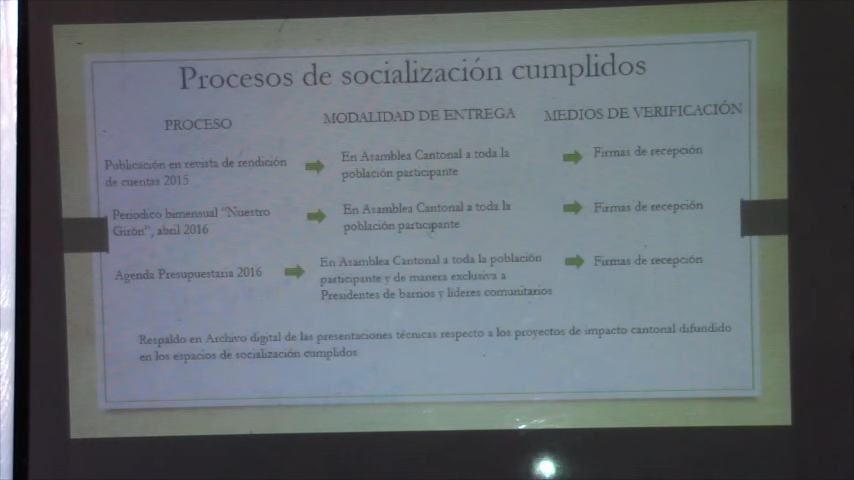 Procesos de socialización cumplidos
PROCESO
MODALIDAD DE ENTREGA
MEDIOS DE VERIFICACIÓN
Publicación en revista de rendición
de cuentas 2015
En Asamblea Cantonal a toda la
población participante
Firmas de recepción
Periodico bimensual "Nuestro
Girón", abril 2016
En Asamblea Cantonal a toda la
población participante
Firmas de recepción
Agenda Presupuestaria 2016
En Asamblea Cantonal a toda la población
participante y de manera exclusiva a
Presidentes de barrios y líderes comunitarios
Firmas de recepción
Respaldo en Archivo digital de las presentaciones técnicas respecto a los proyectos de impacto cantonal difundido
en los espacios de socialización cumplidos